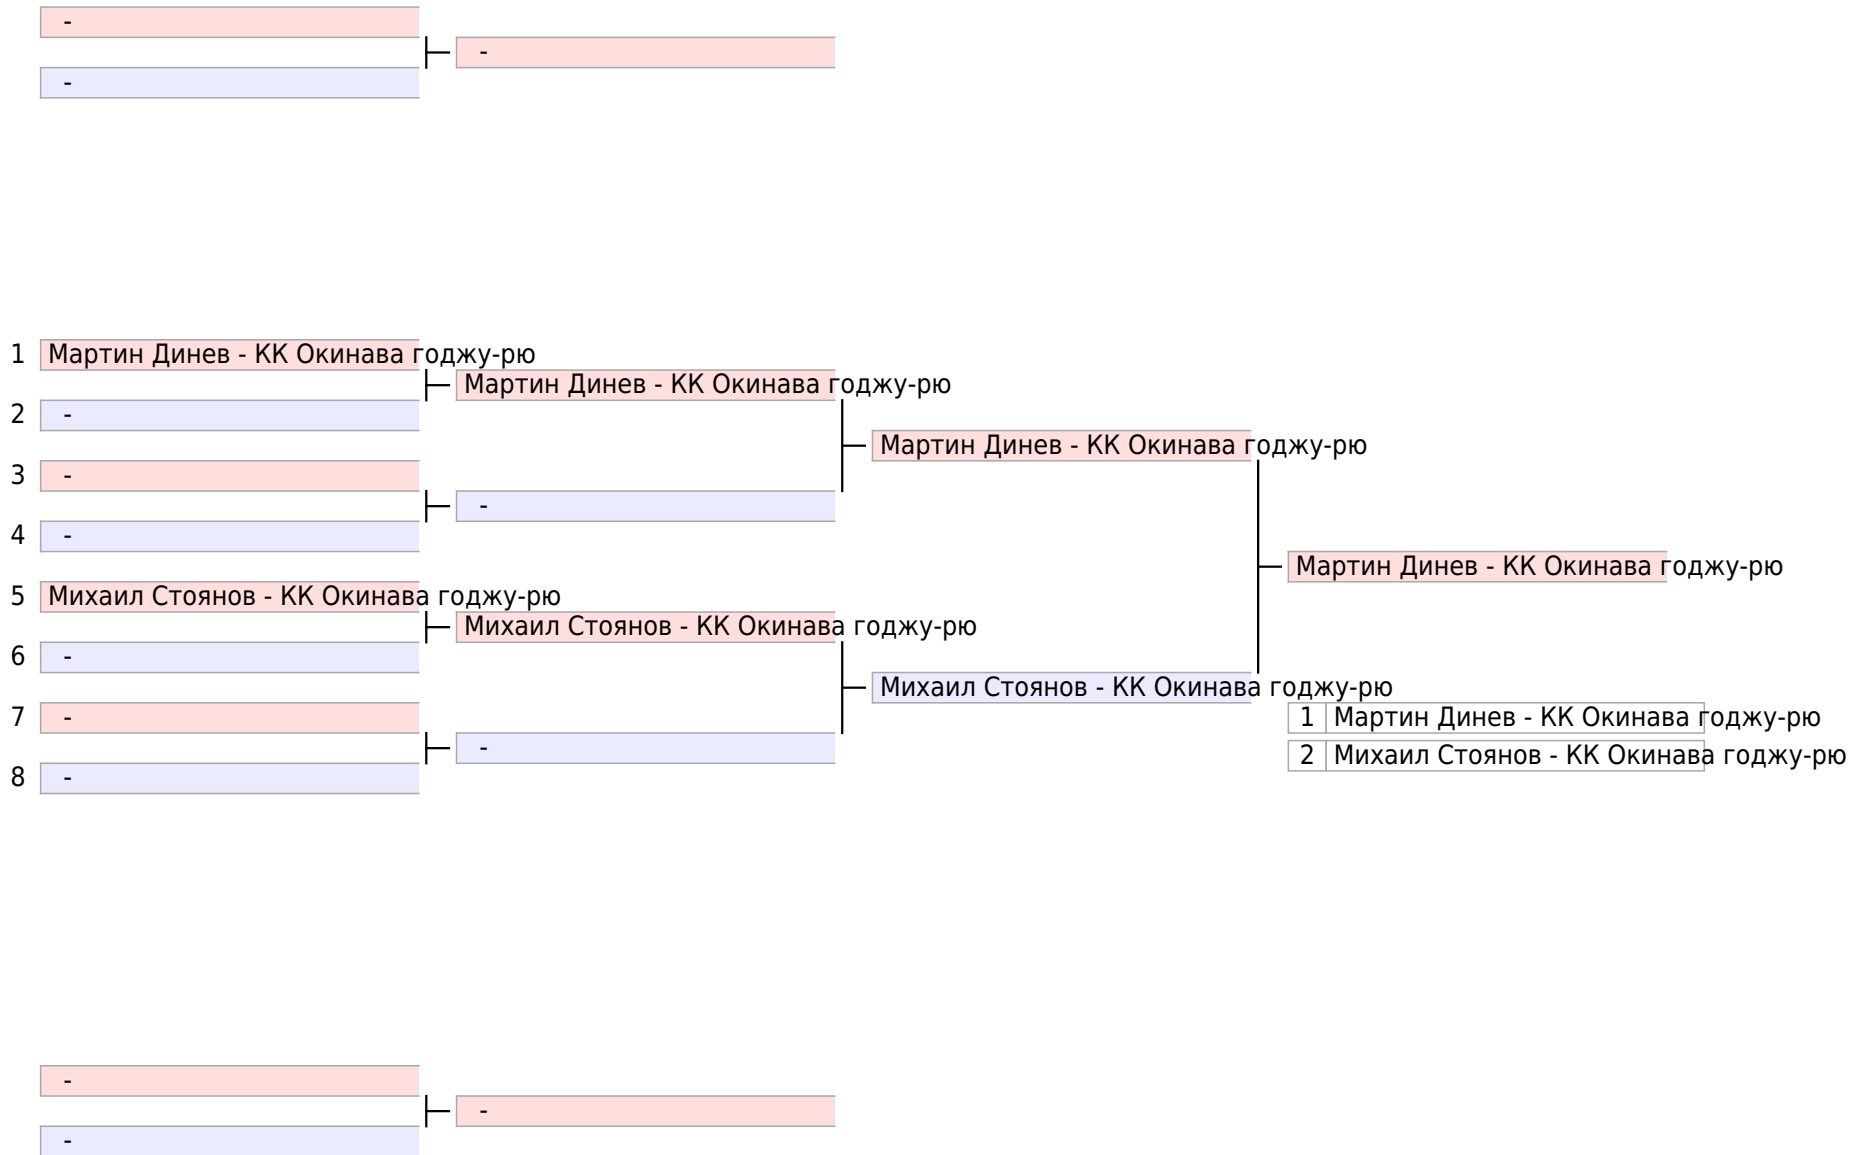 -
-
-
1 Мартин Динев - КК Окинава годжу-рю
Мартин Динев - КК Окинава годжу-рю
2 -
Мартин Динев - КК Окинава годжу-рю
3 -
-
4 -
Мартин Динев - КК Окинава годжу-рю
5 Михаил Стоянов - КК Окинава годжу-рю
Михаил Стоянов - КК Окинава годжу-рю
6 -
Михаил Стоянов - КК Окинава годжу-рю
7 -
1 Мартин Динев - КК Окинава годжу-рю
-
2 Михаил Стоянов - КК Окинава годжу-рю
8 -
-
-
-